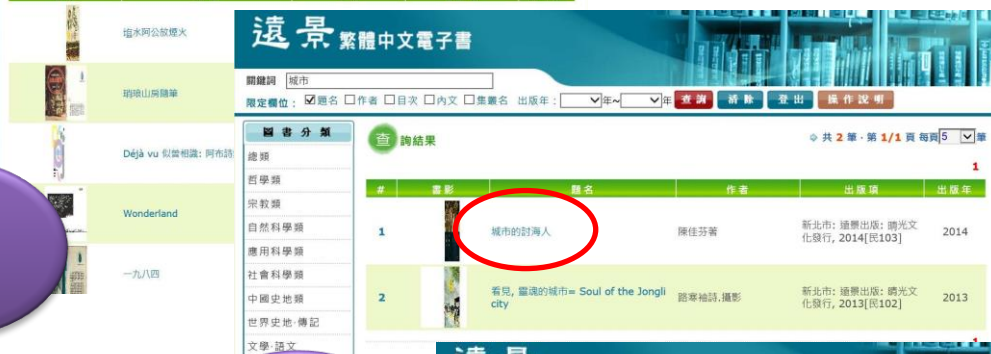 塩水阿公放煙火
瑣琅山房隨筆
Déjà vu 似曾相識: 阿布詩
Wonderland
一九八四
遠景 繁體中文電子書
關鍵詞 城市
限定欄位： ☑題名 □作者 □目次 □內文 □集叢名 出版年： 年~ 年 查詢 清除 登出 操作說明
圖書分類
總類
哲學類
宗教類
自然科學類
應用科學類
社會科學類
中國史地類
世界史地·傳記
文學·語文
查詢結果
共 2 筆 · 第 1/1 頁 每頁 5 筆
1
# 書影 題名 作者 出版項 出版年
1 城市的討海人 陳佳芬著 新北市: 遠景出版: 晴光文化發行, 2014[民103] 2014
2 看見, 靈魂的城市= Soul of the Jongli city 路寒袖詩.攝影 新北市: 遠景出版: 晴光文化發行, 2013[民102] 2013